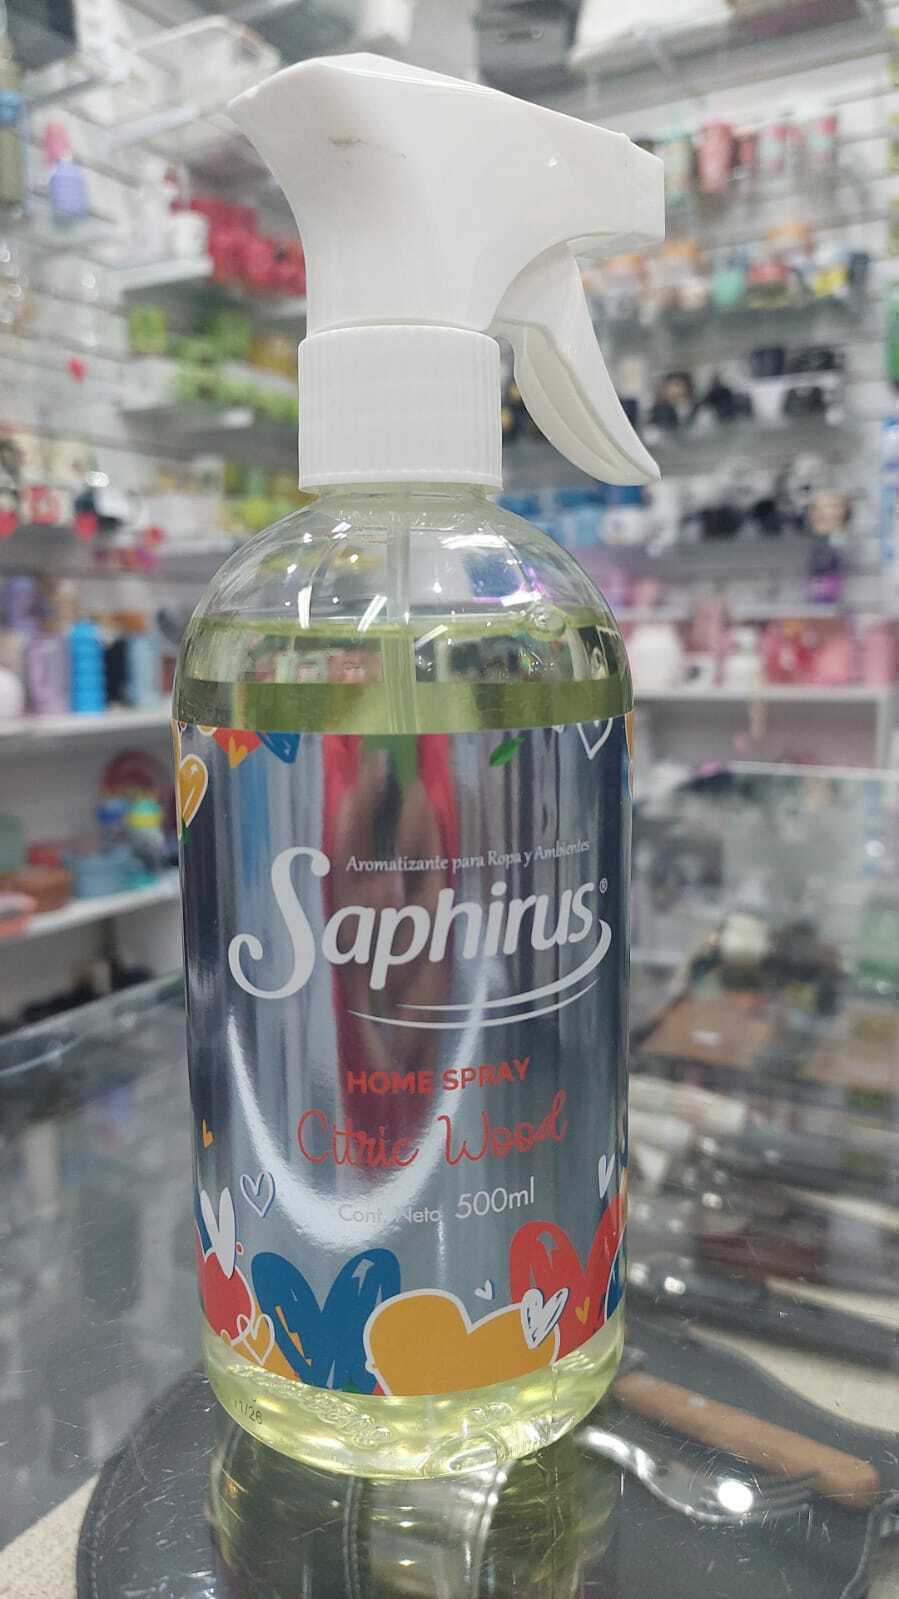 Aromatizante para Ropa y Ambientes
Saphirus®
HOME SPRAY
Citric Wood
Cont. Neto 500ml